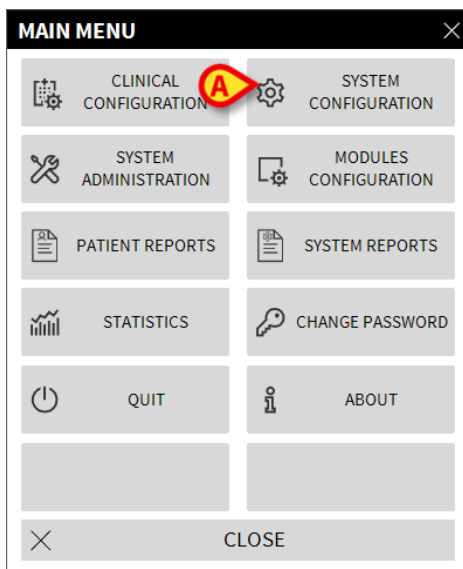 MAIN MENU
CLINICAL
CONFIGURATION
A
SYSTEM
CONFIGURATION
SYSTEM
ADMINISTRATION
MODULES
CONFIGURATION
PATIENT REPORTS
SYSTEM REPORTS
STATISTICS
CHANGE PASSWORD
QUIT
ABOUT
CLOSE